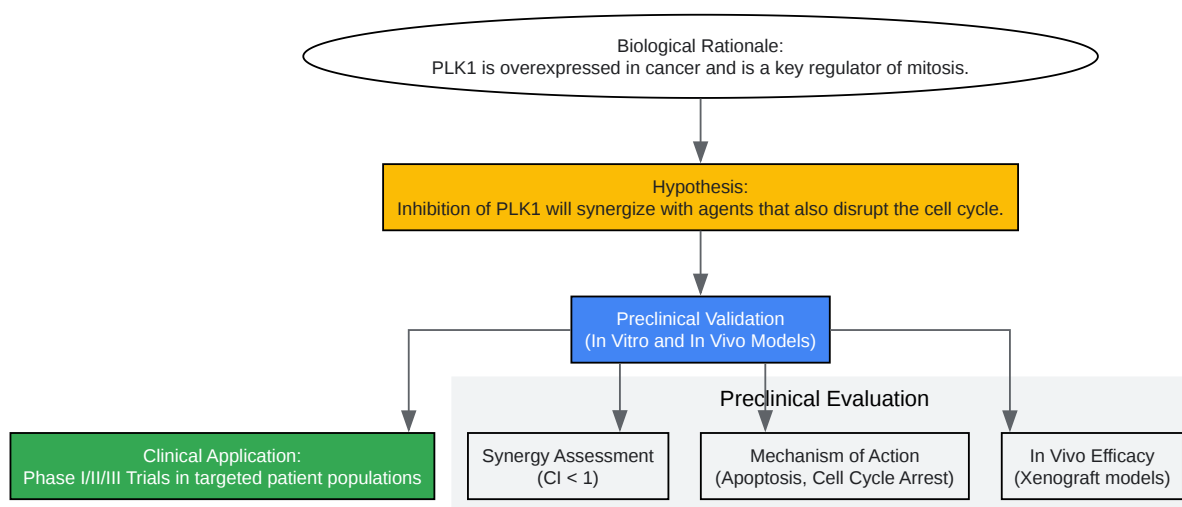 Biological Rationale:
PLK1 is overexpressed in cancer and is a key regulator of mitosis.
Hypothesis:
Inhibition of PLK1 will synergize with agents that also disrupt the cell cycle.
Preclinical Validation
(In Vitro and In Vivo Models)
Preclinical Evaluation
Clinical Application:
Phase I/II/III Trials in targeted patient populations
Synergy Assessment
(CI < 1)
Mechanism of Action
(Apoptosis, Cell Cycle Arrest)
In Vivo Efficacy
(Xenograft models)